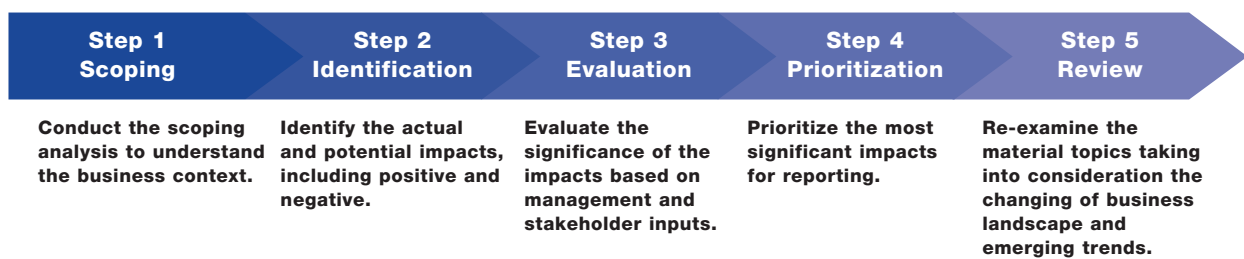 Step 1
Scoping
Step 2
Identification
Step 3
Evaluation
Step 4
Prioritization
Step 5
Review
Conduct the scoping
analysis to understand
the business context.
Identify the actual
and potential impacts,
including positive and
negative.
Evaluate the
significance of the
impacts based on
management and
stakeholder inputs.
Prioritize the most
significant impacts
for reporting.
Re-examine the
material topics taking
into consideration the
changing of business
landscape and
emerging trends.